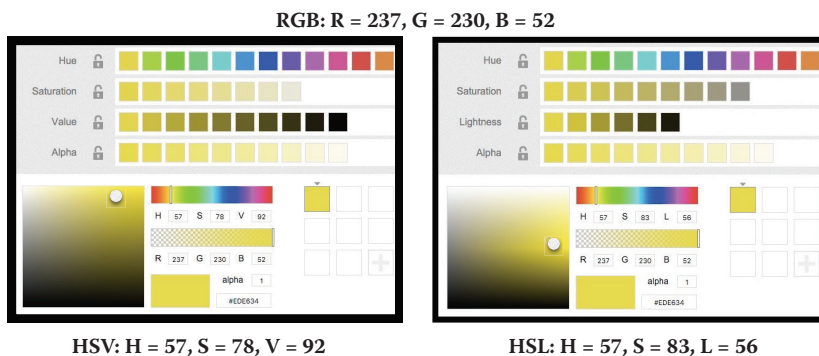 RGB: R = 237, G = 230, B = 52
Hue
Saturation
Value
Alpha
H 57 S 78 V 92
R 237 G 230 B 52
alpha 1
#EDE634
Hue
Saturation
Lightness
Alpha
H 57 S 83 L 56
R 237 G 230 B 52
alpha 1
#EDE634
HSV: H = 57, S = 78, V = 92
HSL: H = 57, S = 83, L = 56